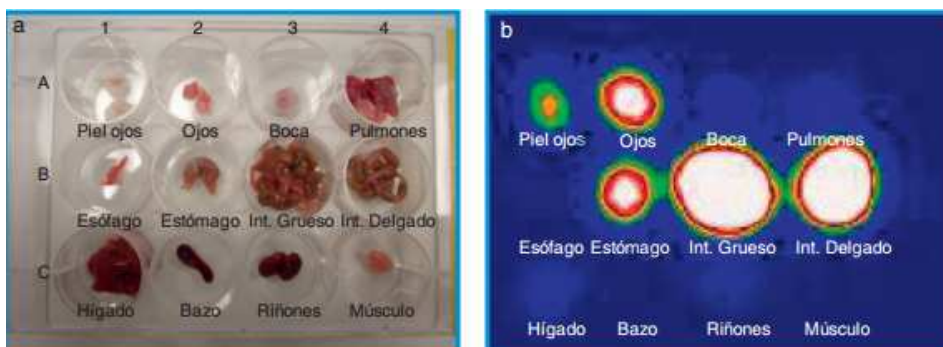 a
1 2 3 4
A
Piel ojos Ojos Boca Pulmones
B
Esófago Estómago Int. Grueso Int. Delgado
C
Hígado Bazo Riñones Músculo
b
Piel ojos Ojos Boca Pulmones
Esófago Estómago Int. Grueso Int. Delgado
Hígado Bazo Riñones Músculo